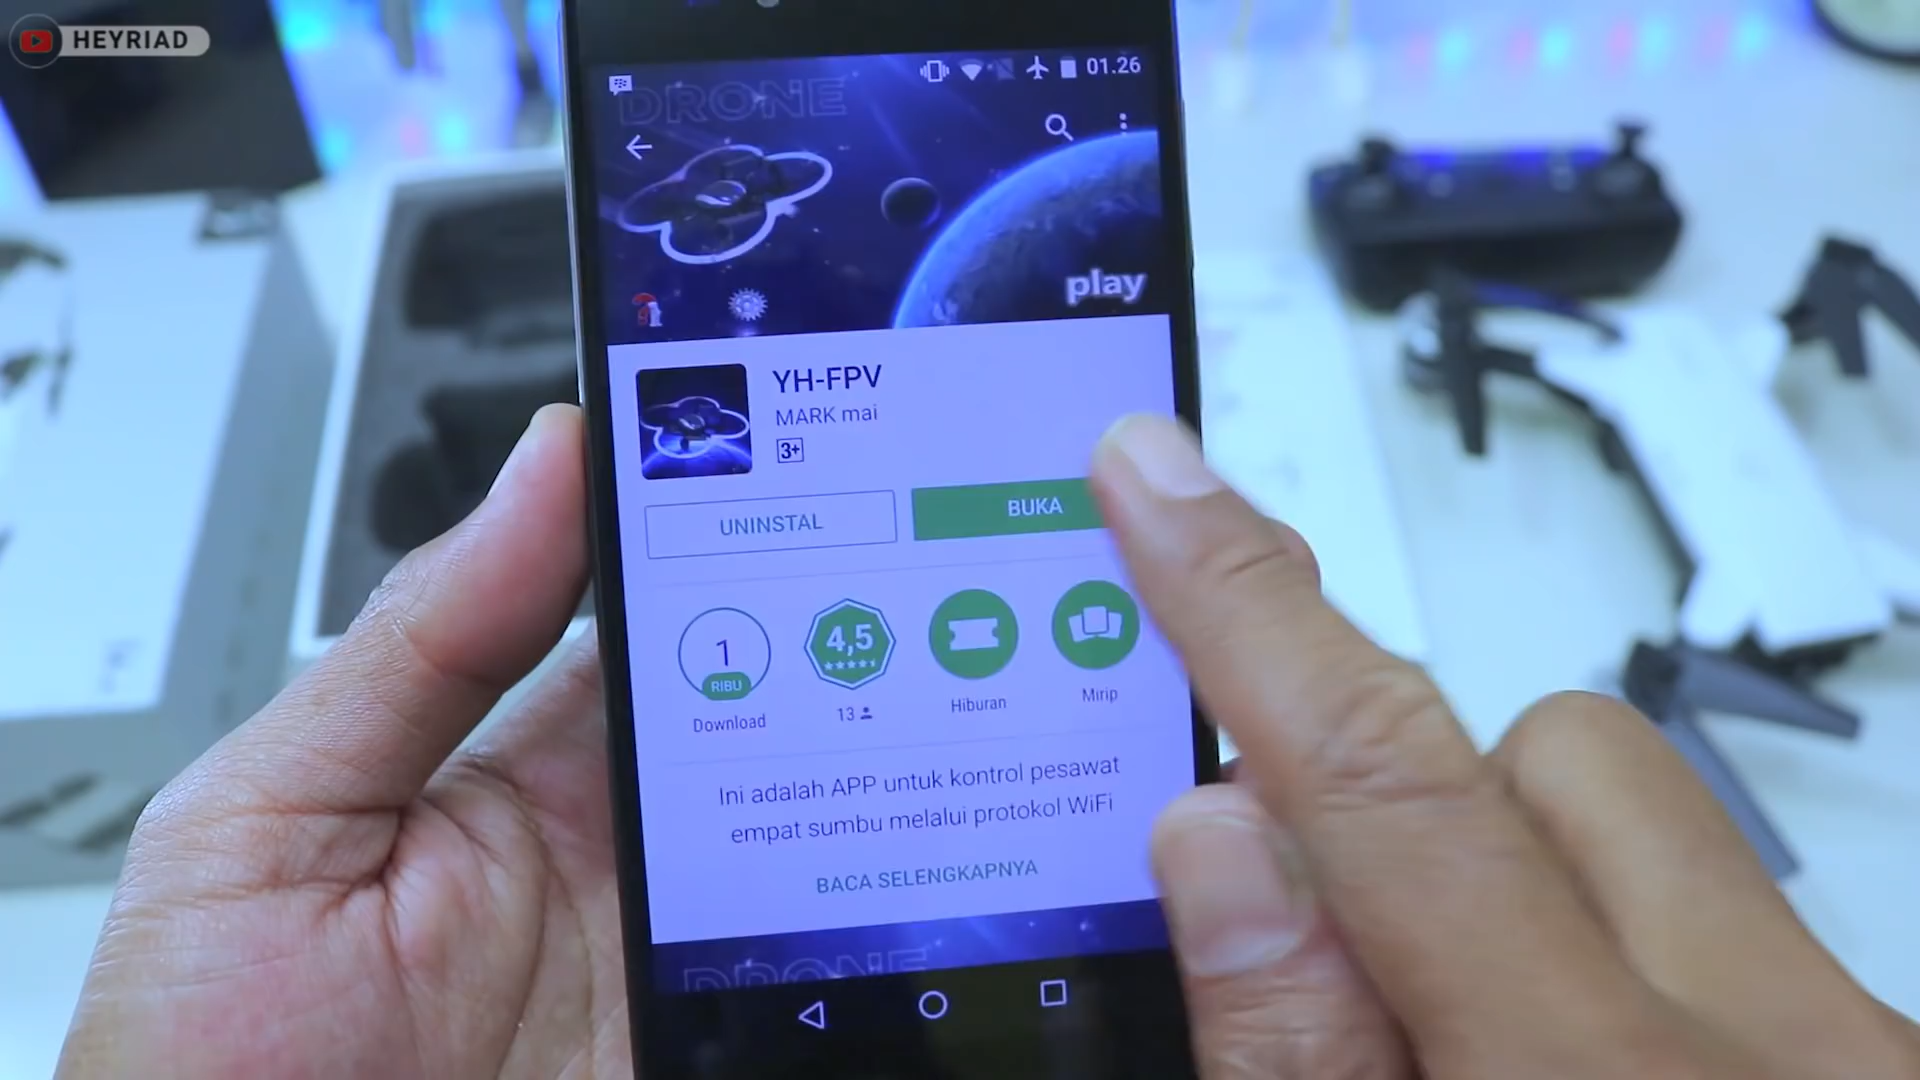 HEYRIAD
01.26
DRONE
play
YH-FPV
MARK mai
3+
UNINSTAL
BUKA
1
RIBU
Download
4,5
13
Hiburan
Mirip
Ini adalah APP untuk kontrol pesawat
empat sumbu melalui protokol WiFi
BACA SELENGKAPNYA
DRONE